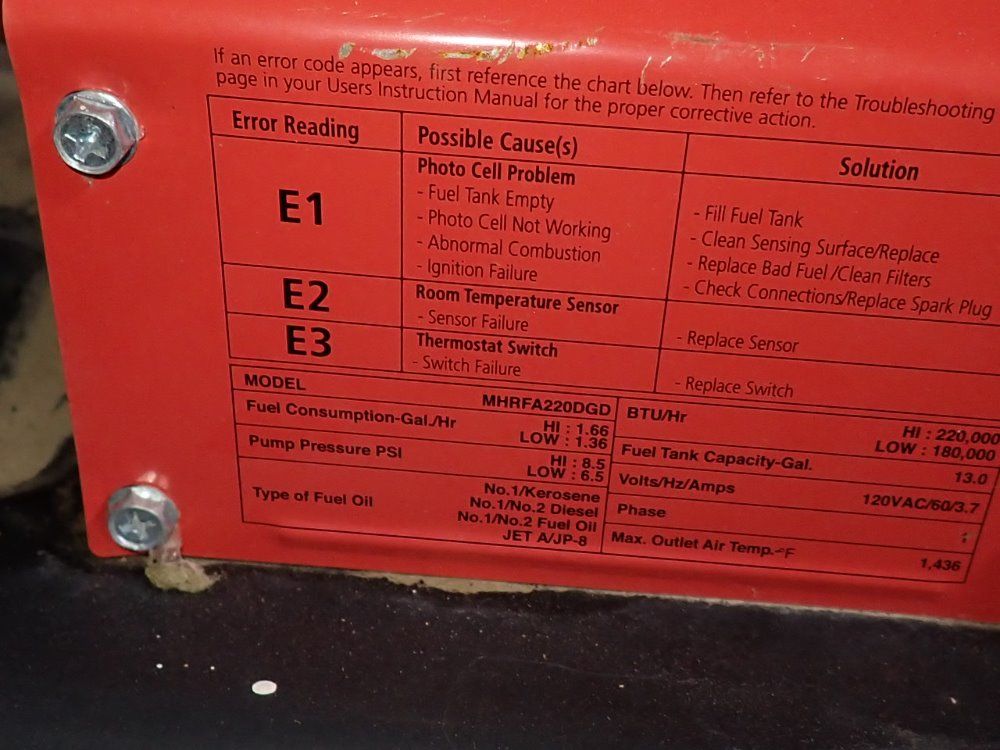 If an error code appears, first reference the chart below. Then refer to the Troubleshooting
page in your Users Instruction Manual for the proper corrective action.
Error Reading Possible Cause(s) Solution
E1
Photo Cell Problem
- Fuel Tank Empty - Fill Fuel Tank
- Photo Cell Not Working - Clean Sensing Surface/Replace
- Abnormal Combustion - Replace Bad Fuel /Clean Filters
- Ignition Failure - Check Connections/Replace Spark Plug
E2
Room Temperature Sensor
- Sensor Failure - Replace Sensor
E3
Thermostat Switch
- Switch Failure - Replace Switch
MODEL MHRFA220DGD
Fuel Consumption-Gal./Hr HI : 1.66
LOW : 1.36
Pump Pressure PSI HI : 8.5
LOW : 6.5
Type of Fuel Oil No.1/Kerosene
No.1/No.2 Diesel
No.1/No.2 Fuel Oil
JET A/JP-8
BTU/Hr HI : 220,000
LOW : 180,000
Fuel Tank Capacity-Gal. 13.0
Volts/Hz/Amps 120VAC/60/3.7
Phase
Max. Outlet Air Temp.-°F 1,436